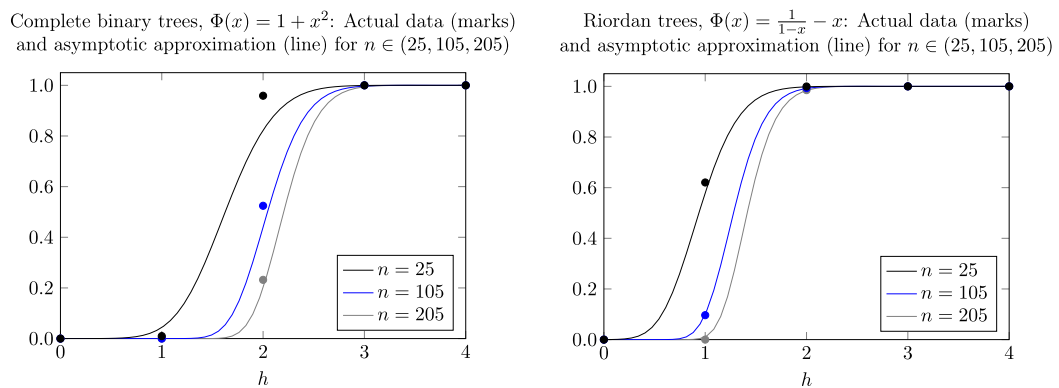 Complete binary trees, Φ(x) = 1 + x²: Actual data (marks)
and asymptotic approximation (line) for n ∈ (25, 105, 205)
1.0
0.8
0.6
0.4
0.2
0.0
0 1 2 3 4
h
n = 25
n = 105
n = 205
Riordan trees, Φ(x) = 1/(1−x) − x: Actual data (marks)
and asymptotic approximation (line) for n ∈ (25, 105, 205)
1.0
0.8
0.6
0.4
0.2
0.0
0 1 2 3 4
h
n = 25
n = 105
n = 205